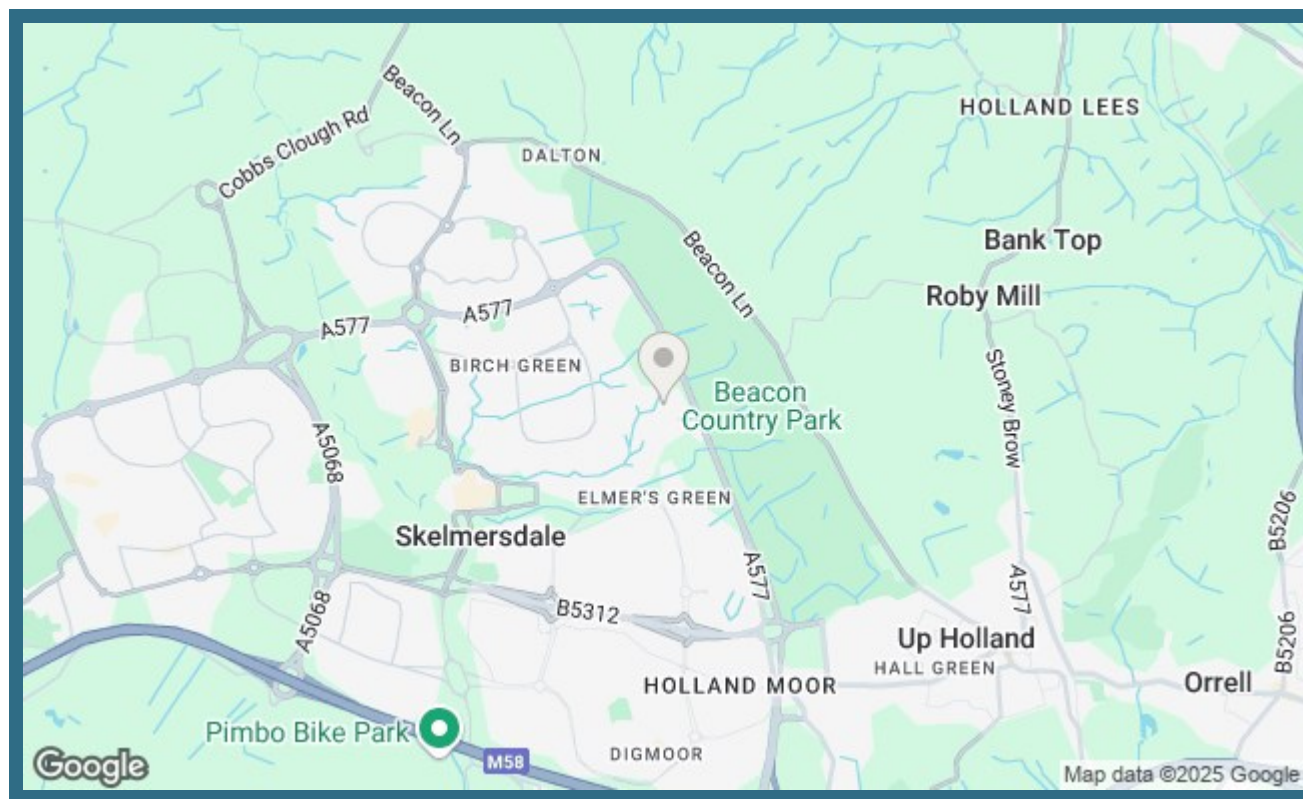 Beacon Ln
HOLLAND LEES
Cobbs Clough Rd
DALTON
Beacon Ln
Bank Top
Roby Mill
A577
A577
BIRCH GREEN
Stoney Brow
Beacon
Country Park
A5068
ELMER'S GREEN
Skelmersdale
B5206
A577
A577
B5312
A5068
Up Holland
HALL GREEN
B5206
HOLLAND MOOR
Orrell
Pimbo Bike Park
DIGMOOR
M58
Google
Map data ©2025 Google